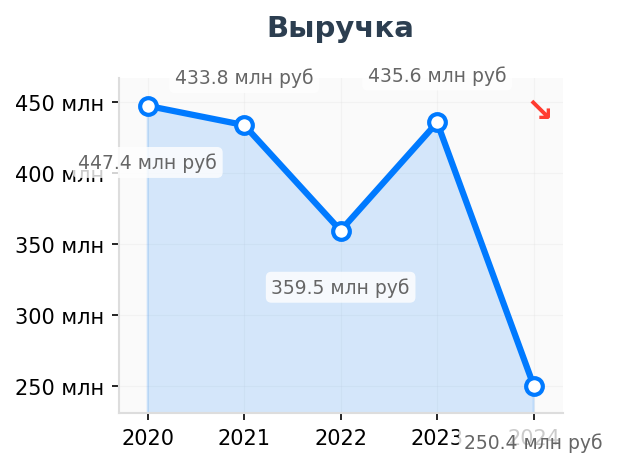 Выручка
433.8 млн руб
435.6 млн руб
450 млн
↘
447.4 млн руб
400 млн
350 млн
359.5 млн руб
300 млн
250 млн
2020
2021
2022
2023
2024
250.4 млн руб